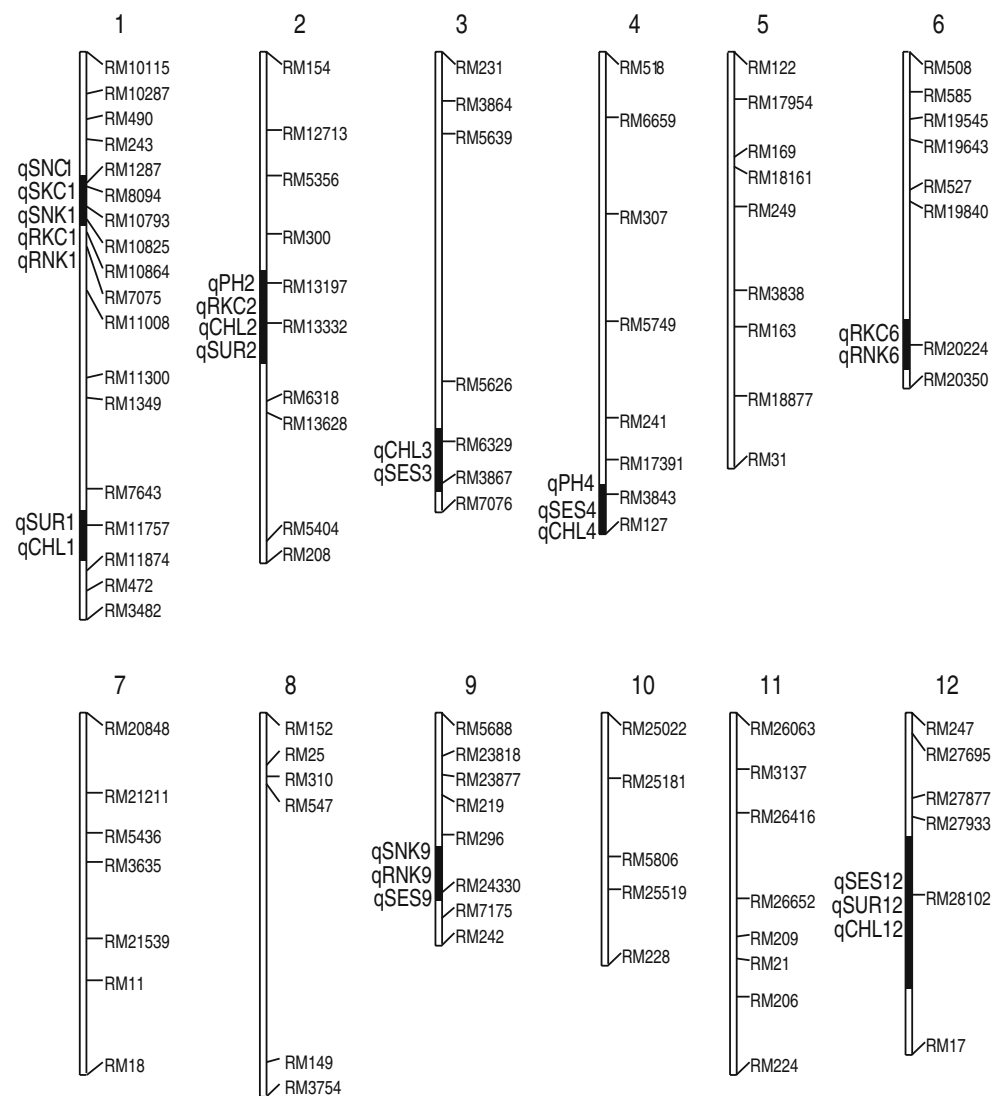 1
RM10115
RM10287
RM490
RM243
qSNC1
RM1287
qSKC1
RM8094
qSNK1
RM10793
qRKC1
RM10825
qRNK1
RM10864
RM7075
RM11008
RM11300
RM1349
RM7643
qSUR1
RM11757
qCHL1
RM11874
RM472
RM3482
2
RM154
RM12713
RM5356
RM300
qPH2
RM13197
qRKC2
qCHL2
RM13332
qSUR2
RM6318
RM13628
RM5404
RM208
3
RM231
RM3864
RM5639
RM5626
qCHL3
RM6329
qSES3
RM3867
RM7076
4
RM518
RM6659
RM307
RM5749
RM241
RM17391
qPH4
RM3843
qSES4
RM127
qCHL4
5
RM122
RM17954
RM169
RM18161
RM249
RM3838
RM163
RM18877
RM31
6
RM508
RM585
RM19545
RM19643
RM527
RM19840
qRKC6
RM20224
qRNK6
RM20350
7
RM20848
RM21211
RM5436
RM3635
RM21539
RM11
RM18
8
RM152
RM25
RM310
RM547
RM149
RM3754
9
RM5688
RM23818
RM23877
RM219
RM296
qSNK9
qRNK9
RM24330
qSES9
RM7175
RM242
10
RM25022
RM25181
RM5806
RM25519
RM228
11
RM26063
RM3137
RM26416
RM26652
RM209
RM21
RM206
RM224
12
RM247
RM27695
RM27877
RM27933
qSES12
RM28102
qSUR12
qCHL12
RM17